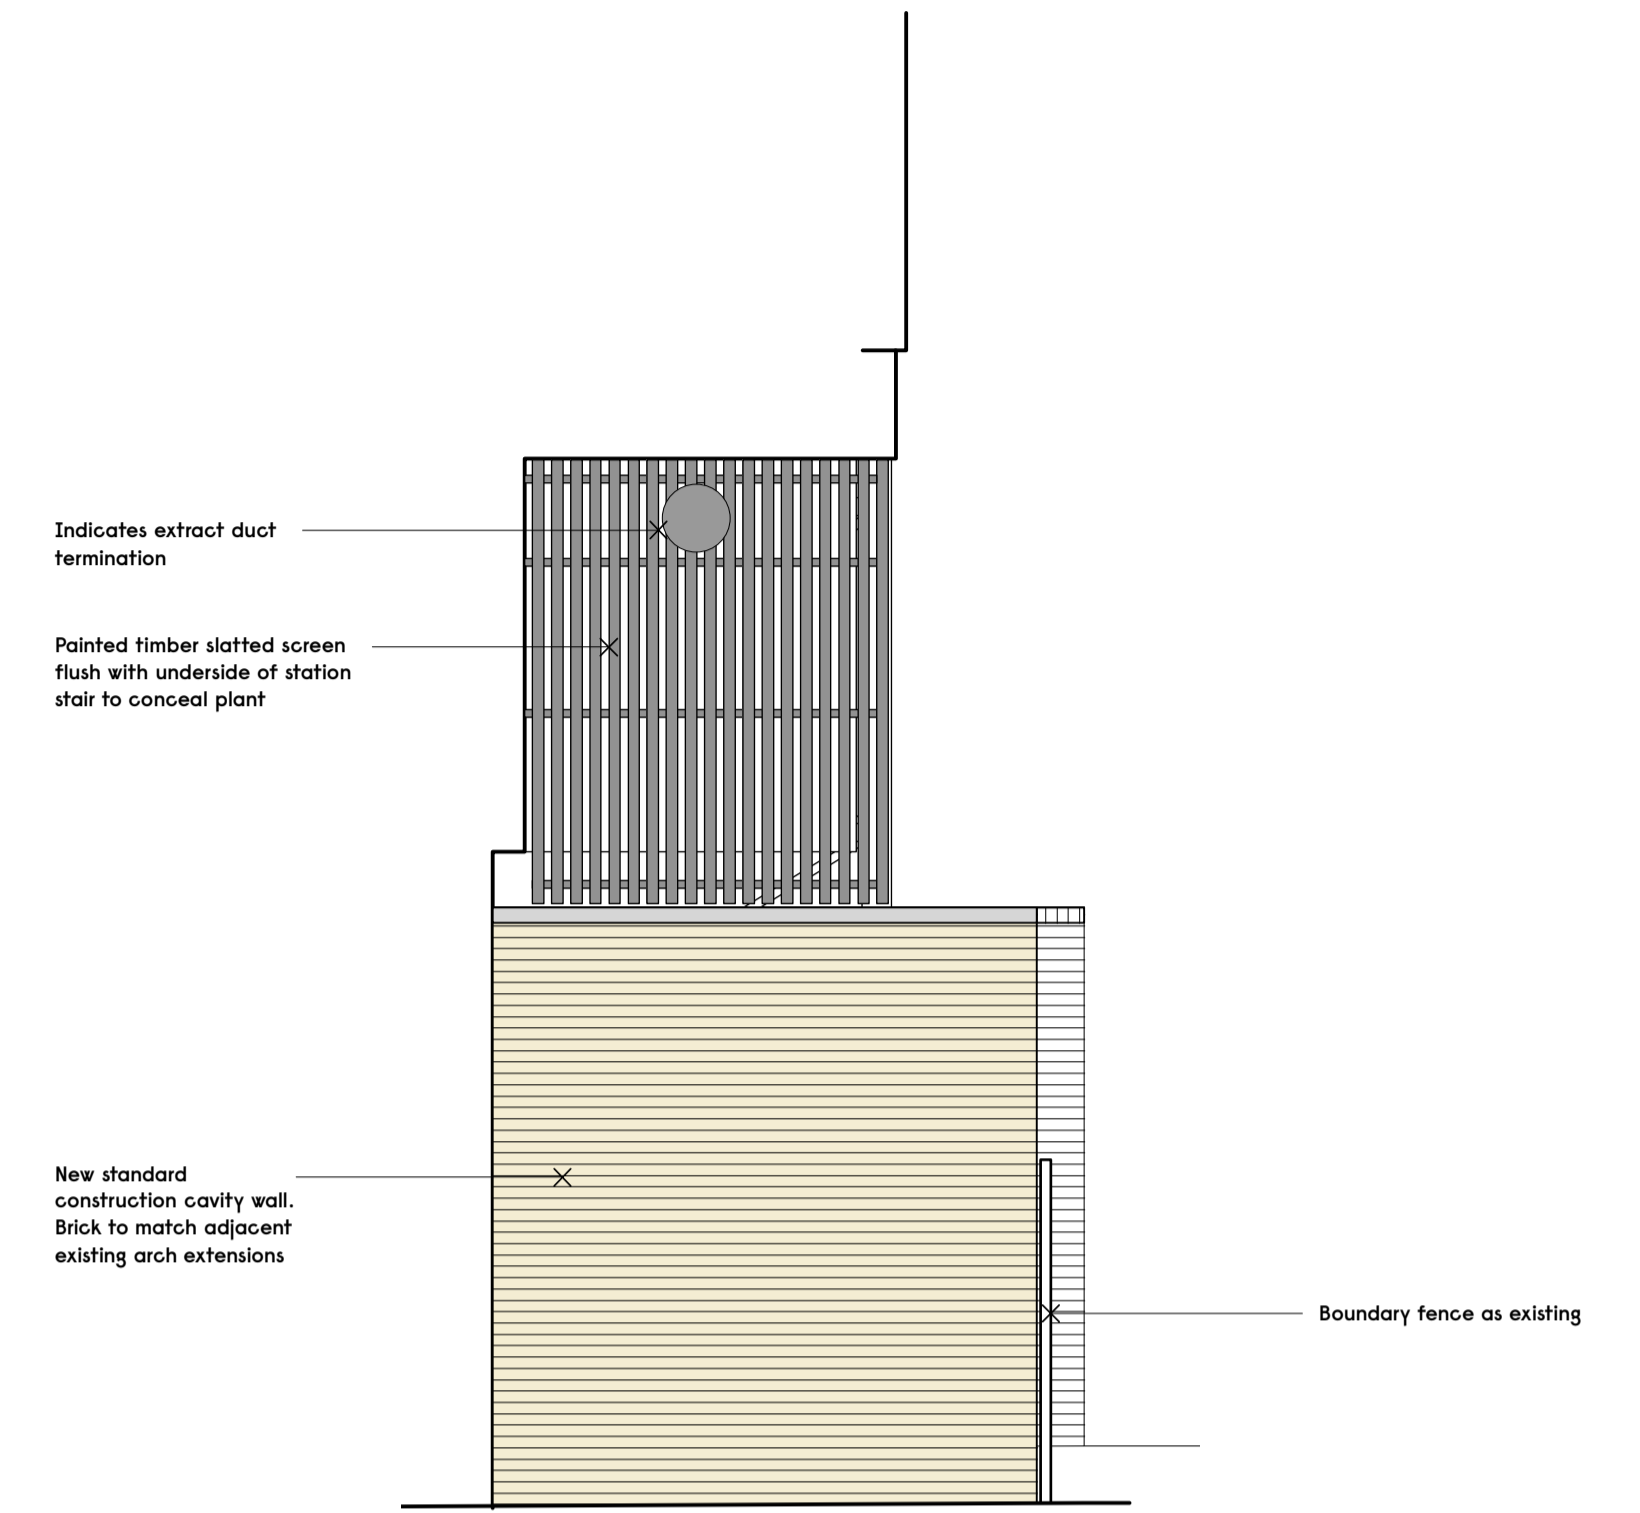 Indicates extract duct
termination
Painted timber slatted screen
flush with underside of station
stair to conceal plant
New standard
construction cavity wall.
Brick to match adjacent
existing arch extensions
Boundary fence as existing